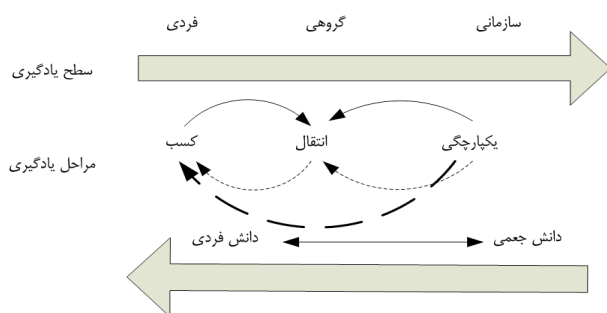 فردی گروهی سازمانی
سطح یادگیری
کسب انتقال یکپارچگی
مراحل یادگیری
دانش فردی دانش جمعی